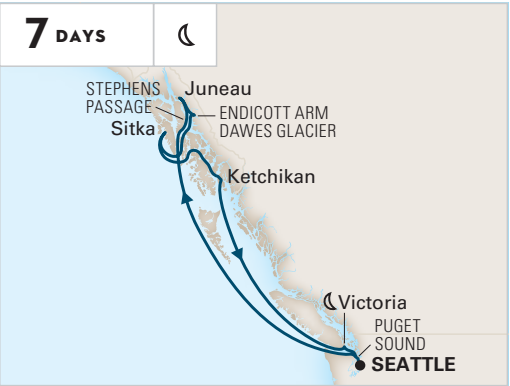 7 DAYS
STEPHENS
PASSAGE
Juneau
ENDICOTT ARM
DAWES GLACIER
Sitka
Ketchikan
Victoria
PUGET
SOUND
SEATTLE